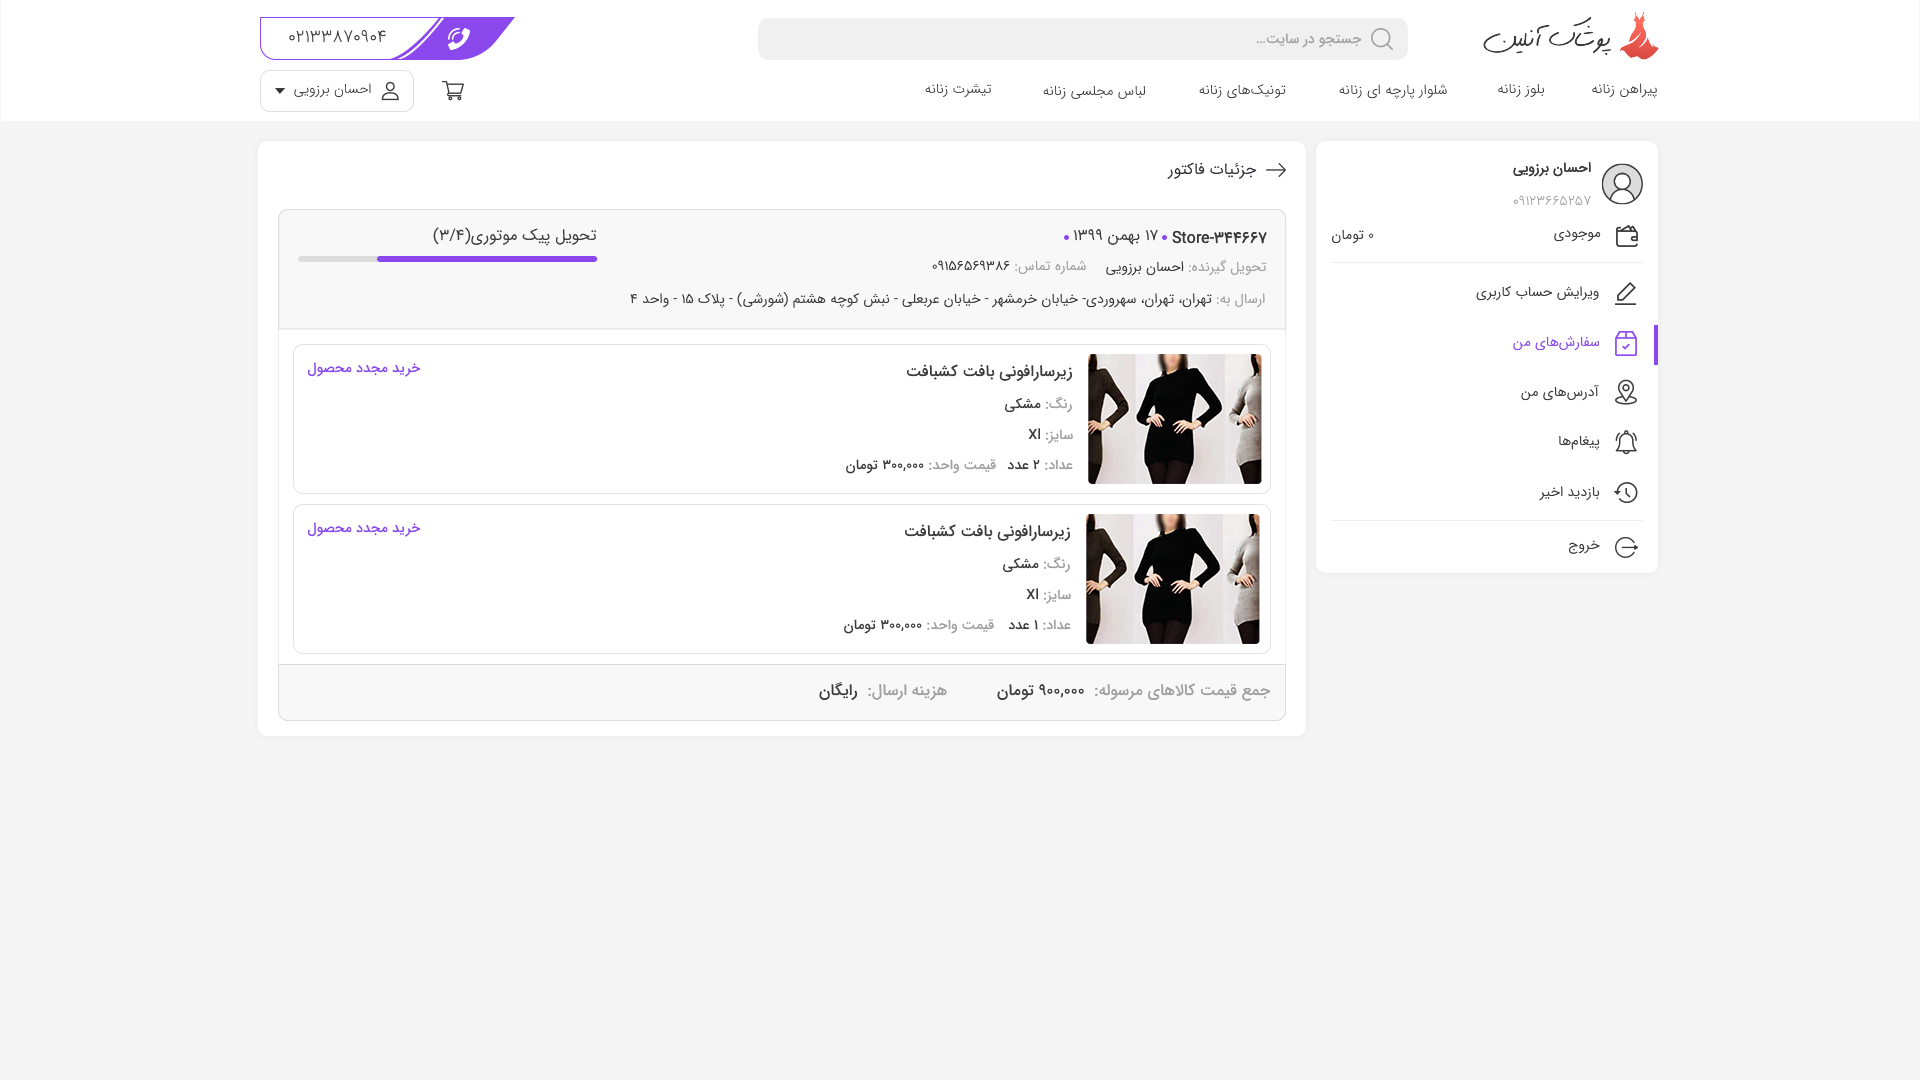 پوشاک آنلاین
جستجو در سایت...
۰۲۱۳۳۸۷۰۹۰۴
پیراهن زنانه
بلوز زنانه
شلوار پارچه ای زنانه
تونیک‌های زنانه
لباس مجلسی زنانه
تیشرت زنانه
احسان برزویی
احسان برزویی
۰۹۱۲۳۶۶۵۲۵۷
موجودی ۰ تومان
ویرایش حساب کاربری
سفارش‌های من
آدرس‌های من
پیغام‌ها
بازدید اخیر
خروج
جزئیات فاکتور
Store-۳۴۴۶۶۷ • ۱۷ بهمن ۱۳۹۹ •
تحویل پیک موتوری(۳/۴)
تحویل گیرنده: احسان برزویی شماره تماس: ۰۹۱۵۶۵۶۹۳۸۶
ارسال به: تهران، تهران، سهروردی- خیابان خرمشهر - خیابان عربعلی - نبش کوچه هشتم (شورشی) - پلاک ۱۵ - واحد ۴
زیرسارافونی بافت کشبافت
خرید مجدد محصول
رنگ: مشکی
سایز: Xl
عداد: ۲ عدد قیمت واحد: ۳۰۰,۰۰۰ تومان
زیرسارافونی بافت کشبافت
خرید مجدد محصول
رنگ: مشکی
سایز: Xl
عداد: ۱ عدد قیمت واحد: ۳۰۰,۰۰۰ تومان
جمع قیمت کالاهای مرسوله: ۹۰۰,۰۰۰ تومان هزینه ارسال: رایگان